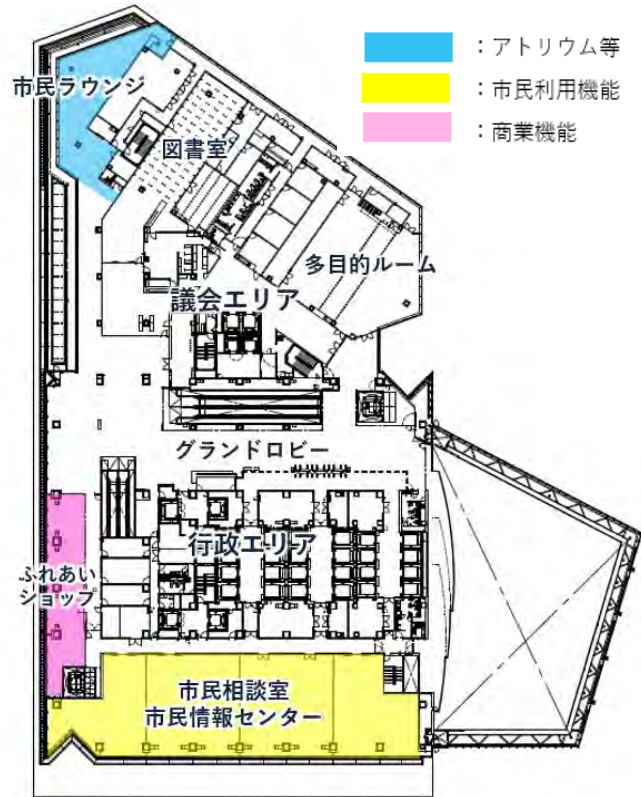 ：アトリウム等
：市民利用機能
：商業機能
市民ラウンジ
図書室
多目的ルーム
議会エリア
グランドロビー
行政エリア
ふれあい
ショップ
市民相談室
市民情報センター